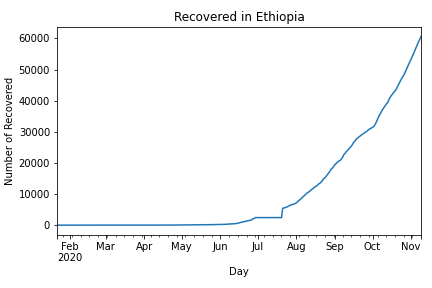 Recovered in Ethiopia
Number of Recovered
60000
50000
40000
30000
20000
10000
0
Feb Mar Apr May Jun Jul Aug Sep Oct Nov
2020
Day